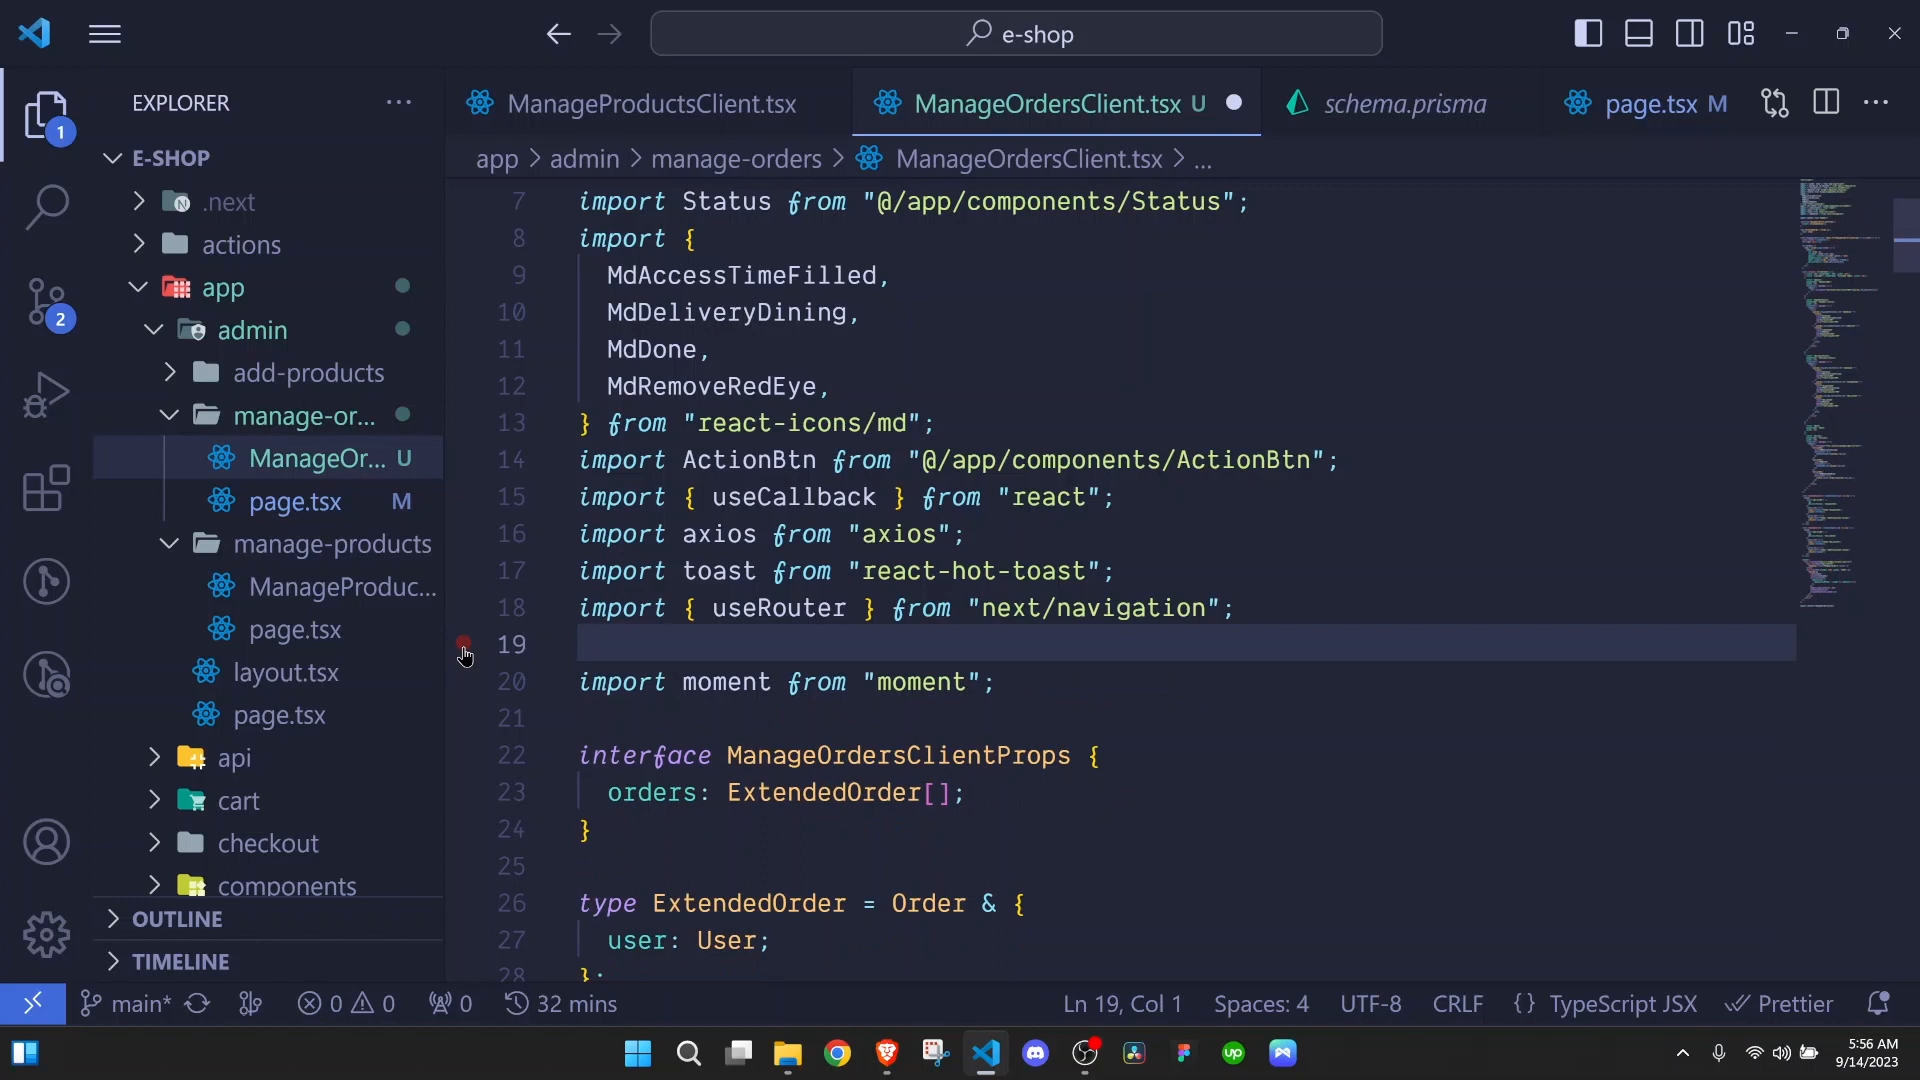 e-shop
EXPLORER
ManageProductsClient.tsx
ManageOrdersClient.tsx U
schema.prisma
page.tsx M
1
E-SHOP
app > admin > manage-orders > ManageOrdersClient.tsx > ...
.next
actions
app
admin
add-products
manage-or...
ManageOr... U
page.tsx M
manage-products
ManageProduc...
page.tsx
layout.tsx
page.tsx
api
cart
checkout
components
OUTLINE
TIMELINE
2
7 import Status from "@/app/components/Status";
8 import {
9 MdAccessTimeFilled,
10 MdDeliveryDining,
11 MdDone,
12 MdRemoveRedEye,
13 } from "react-icons/md";
14 import ActionBtn from "@/app/components/ActionBtn";
15 import { useCallback } from "react";
16 import axios from "axios";
17 import toast from "react-hot-toast";
18 import { useRouter } from "next/navigation";
19
20 import moment from "moment";
21
22 interface ManageOrdersClientProps {
23 orders: ExtendedOrder[];
24 }
25
26 type ExtendedOrder = Order & {
27 user: User;
28 };
main* 0 0 0 32 mins Ln 19, Col 1 Spaces: 4 UTF-8 CRLF {} TypeScript JSX Prettier
up
5:56 AM
9/14/2023